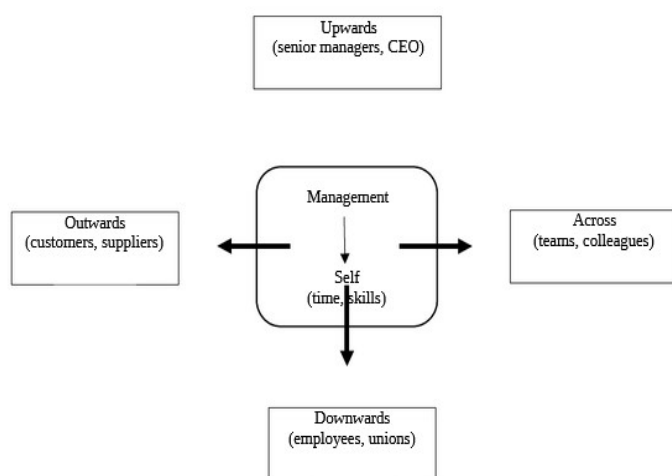 Upwards
(senior managers, CEO)
Management
Outwards
(customers, suppliers)
Across
(teams, colleagues)
Self
(time, skills)
Downwards
(employees, unions)